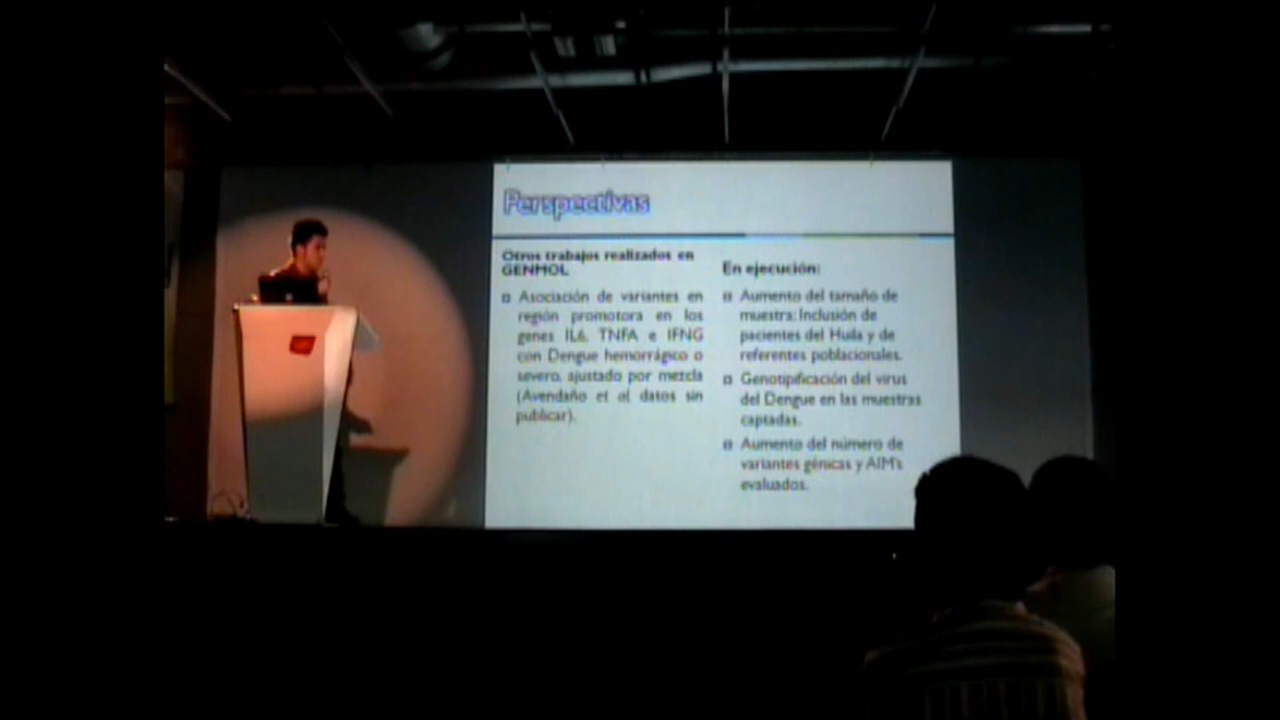 Perspectivas
Otros trabajos realizados en
GENMOL
Asociación de variantes en
región promotora en los
genes IL6, TNFA e IFNG
con Dengue hemorrágico o
severo, ajustado por mezcla
(Avendaño et al datos sin
publicar).
En ejecución:
Aumento del tamaño de
muestra: Inclusión de
pacientes del Huila y de
referentes poblacionales.
Genotipificación del virus
del Dengue en las muestras
captadas.
Aumento del número de
variantes génicas y AIM's
evaluados.